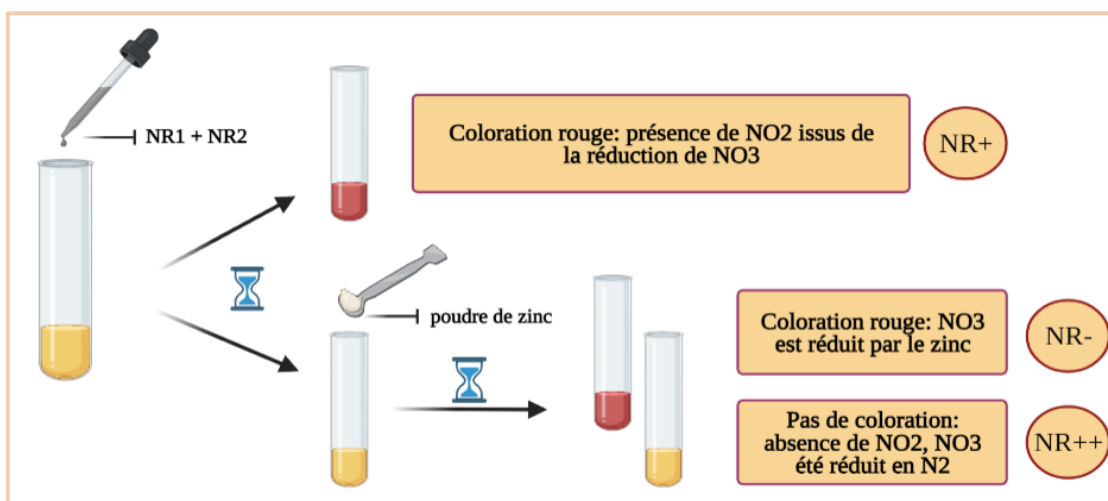 NR1 + NR2
Coloration rouge: présence de NO2 issus de
la réduction de NO3
NR+
poudre de zinc
Coloration rouge: NO3
est réduit par le zinc
NR-
Pas de coloration:
absence de NO2, NO3
été réduit en N2
NR++